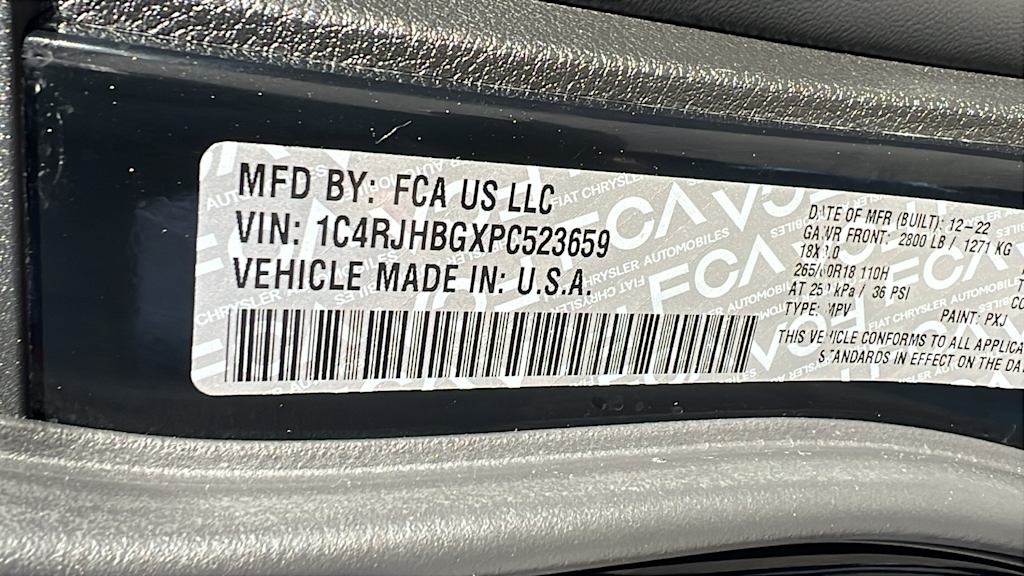 MFD BY: FCA US LLC
VIN: 1C4RJHBGXPC523659
VEHICLE MADE IN: U.S.A.
DATE OF MFR (BUILT): 12-22
GAWR FRONT: 2800 LB / 1271 KG
265/60R18 110H
AT / 36 PSI
TYPE: MPV
PAINT: PXJ
THIS VEHICLE CONFORMS TO ALL APPLICA
STANDARDS IN EFFECT ON THE DA